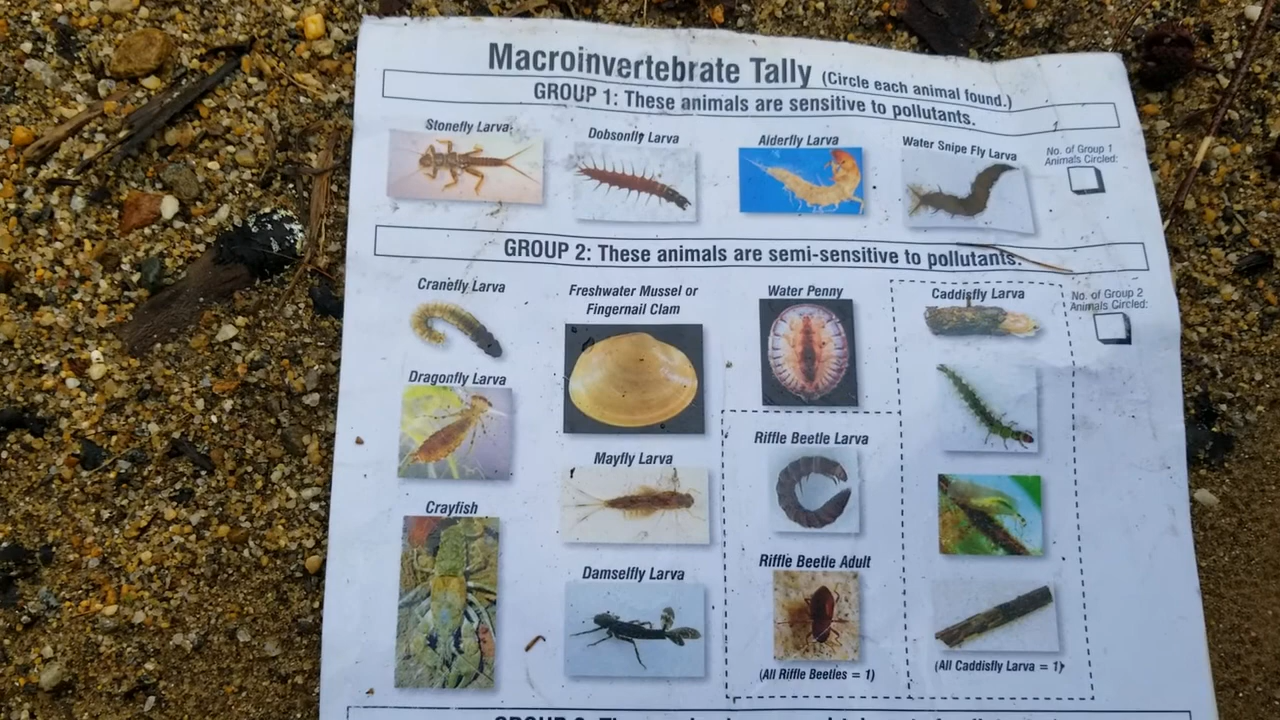 Macroinvertebrate Tally (Circle each animal found.)
GROUP 1: These animals are sensitive to pollutants.
Stonefly Larva
Dobsonfly Larva
Alderfly Larva
Water Snipe Fly Larva
No. of Group 1
Animals Circled:
GROUP 2: These animals are semi-sensitive to pollutants.
Cranefly Larva
Freshwater Mussel or
Fingernail Clam
Water Penny
Caddisfly Larva
No. of Group 2
Animals Circled:
Dragonfly Larva
Riffle Beetle Larva
Mayfly Larva
Crayfish
Riffle Beetle Adult
Damselfly Larva
(All Riffle Beetles = 1)
(All Caddisfly Larva = 1)